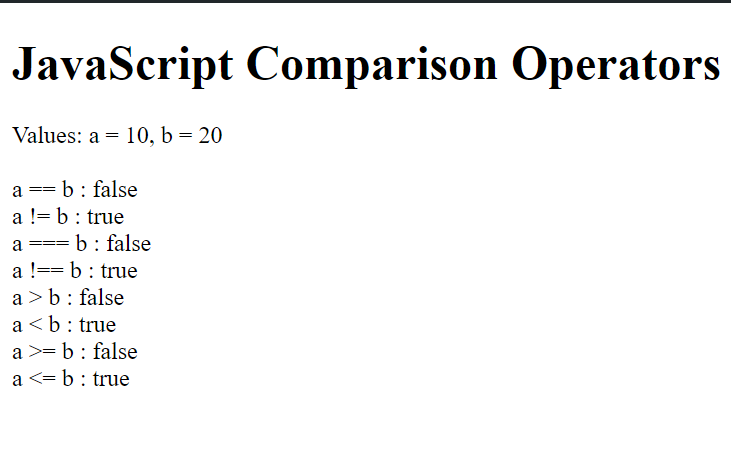 JavaScript Comparison Operators
Values: a = 10, b = 20
a == b : false
a != b : true
a === b : false
a !== b : true
a > b : false
a < b : true
a >= b : false
a <= b : true